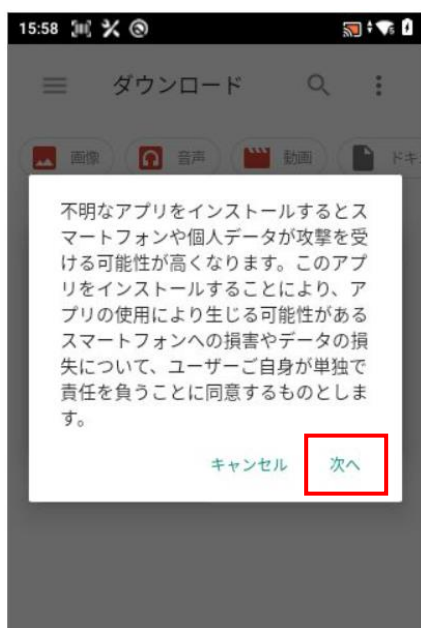 15:58
ダウンロード
画像 音声 動画 ドキ
不明なアプリをインストールするとス
マートフォンや個人データが攻撃を受
ける可能性が高くなります。このアプ
リをインストールすることにより、ア
プリの使用により生じる可能性がある
スマートフォンへの損害やデータの損
失について、ユーザーご自身が単独で
責任を負うことに同意するものとしま
す。
キャンセル 次へ